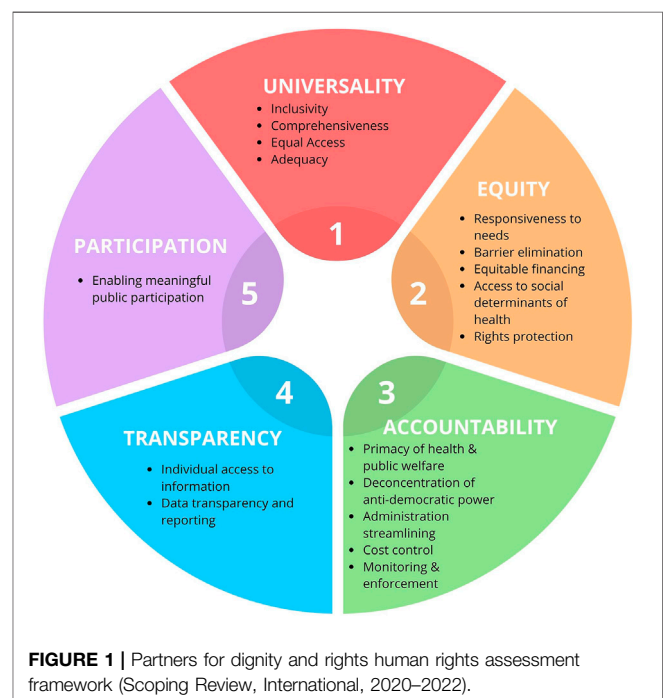 UNIVERSALITY
• Inclusivity
• Comprehensiveness
• Equal Access
• Adequacy
1
EQUITY
• Responsiveness to
needs
• Barrier elimination
• Equitable financing
• Access to social
determinants of
health
• Rights protection
2
3
ACCOUNTABILITY
• Primacy of health &
public welfare
• Deconcentration of
anti-democratic power
• Administration
streamlining
• Cost control
• Monitoring &
enforcement
4
TRANSPARENCY
• Individual access to
information
• Data transparency and
reporting
PARTICIPATION
• Enabling meaningful
public participation
5
FIGURE 1 | Partners for dignity and rights human rights assessment
framework (Scoping Review, International, 2020–2022).